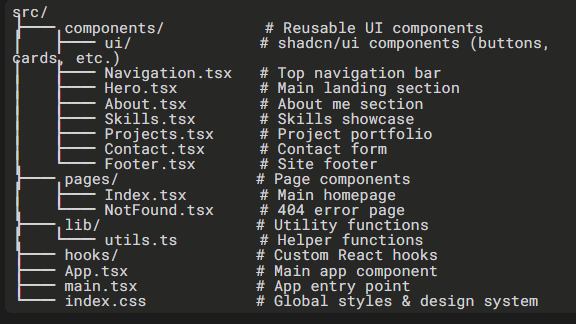 src/
├── components/ # Reusable UI components
│ ├── ui/ # shadcn/ui components (buttons,
cards, etc.)
│ ├── Navigation.tsx # Top navigation bar
│ ├── Hero.tsx # Main landing section
│ ├── About.tsx # About me section
│ ├── Skills.tsx # Skills showcase
│ ├── Projects.tsx # Project portfolio
│ ├── Contact.tsx # Contact form
│ └── Footer.tsx # Site footer
├── pages/ # Page components
│ ├── Index.tsx # Main homepage
│ └── NotFound.tsx # 404 error page
├── lib/ # Utility functions
│ └── utils.ts # Helper functions
├── hooks/ # Custom React hooks
├── App.tsx # Main app component
├── main.tsx # App entry point
└── index.css # Global styles & design system